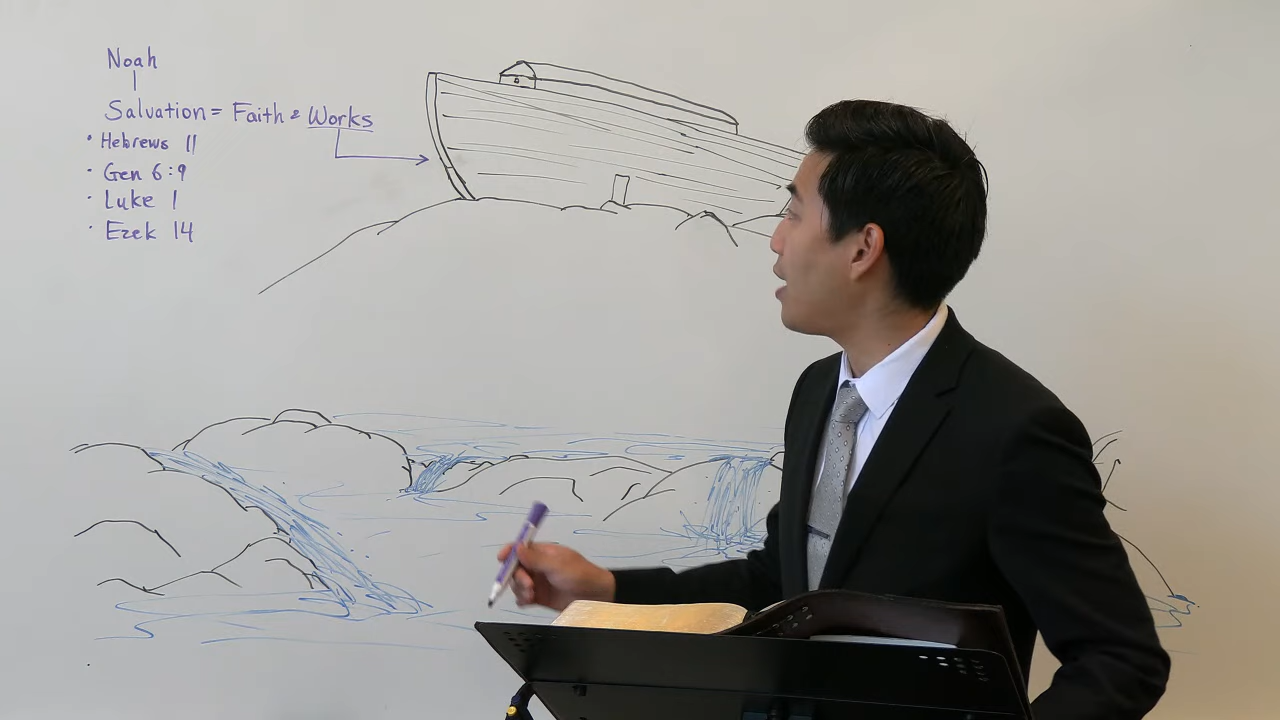 Noah
Salvation = Faith & Works
• Hebrews 11
• Gen 6:9
• Luke 1
• Ezek 14